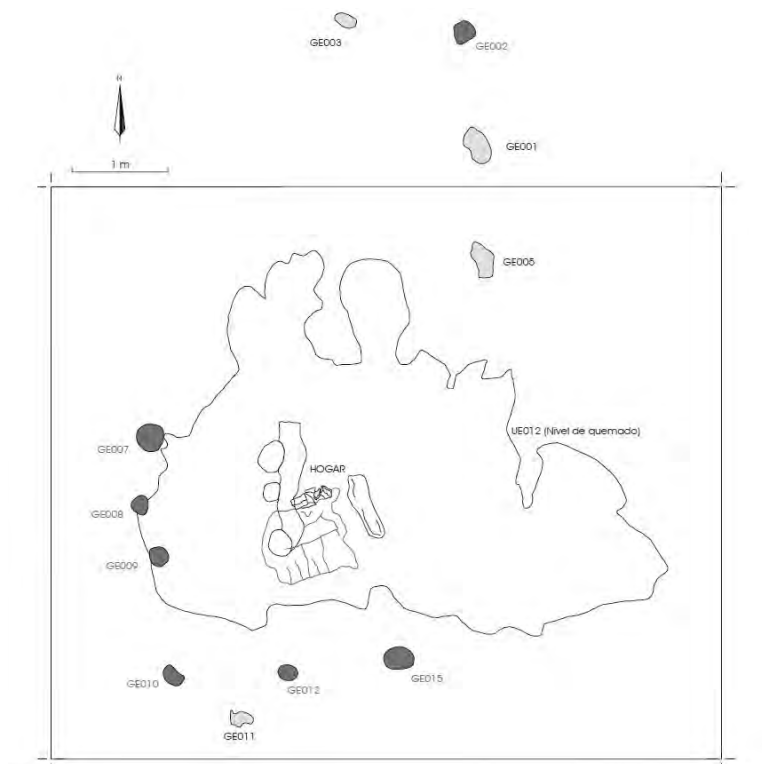 GE003
GE002
N
1 m
GE001
GE005
UE012 (Nivel de quemado)
GE007
HOGAR
GE008
GE009
GE010
GE012
GE015
GE011